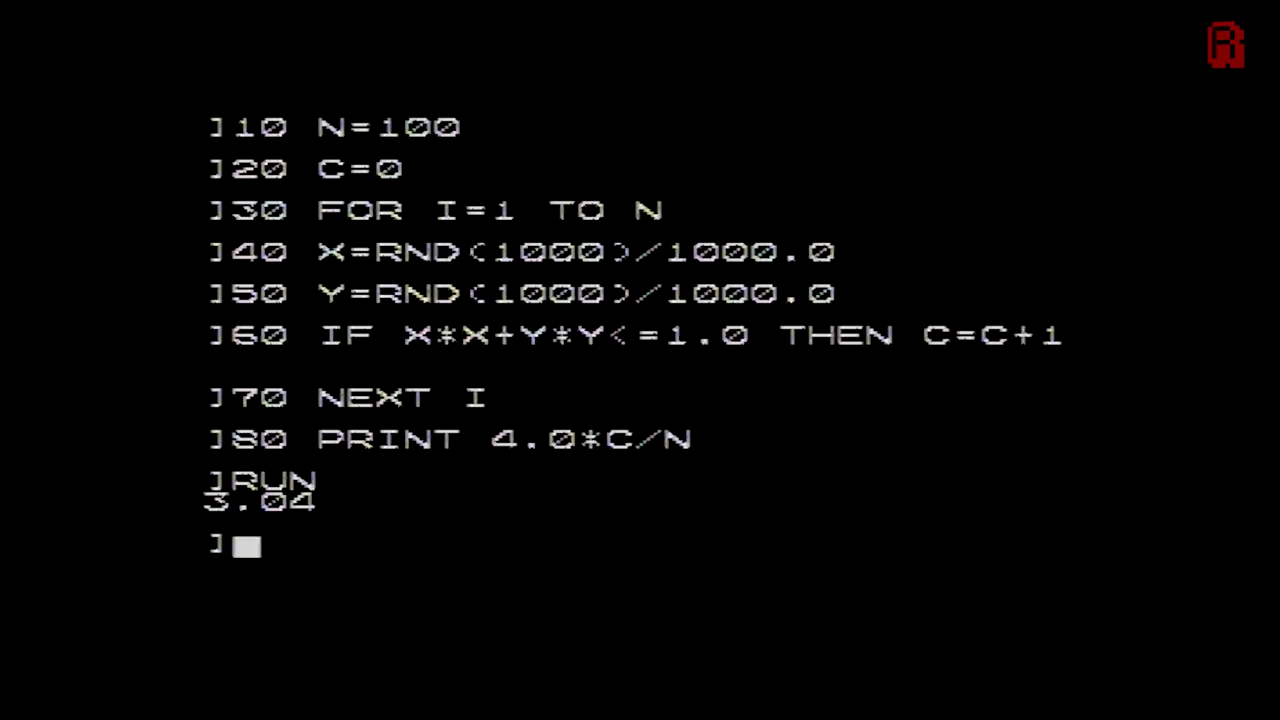 ]10 N=100
]20 C=0
]30 FOR I=1 TO N
]40 X=RND(1000)/1000.0
]50 Y=RND(1000)/1000.0
]60 IF X*X+Y*Y<=1.0 THEN C=C+1
]70 NEXT I
]80 PRINT 4.0*C/N
]RUN
3.04
]